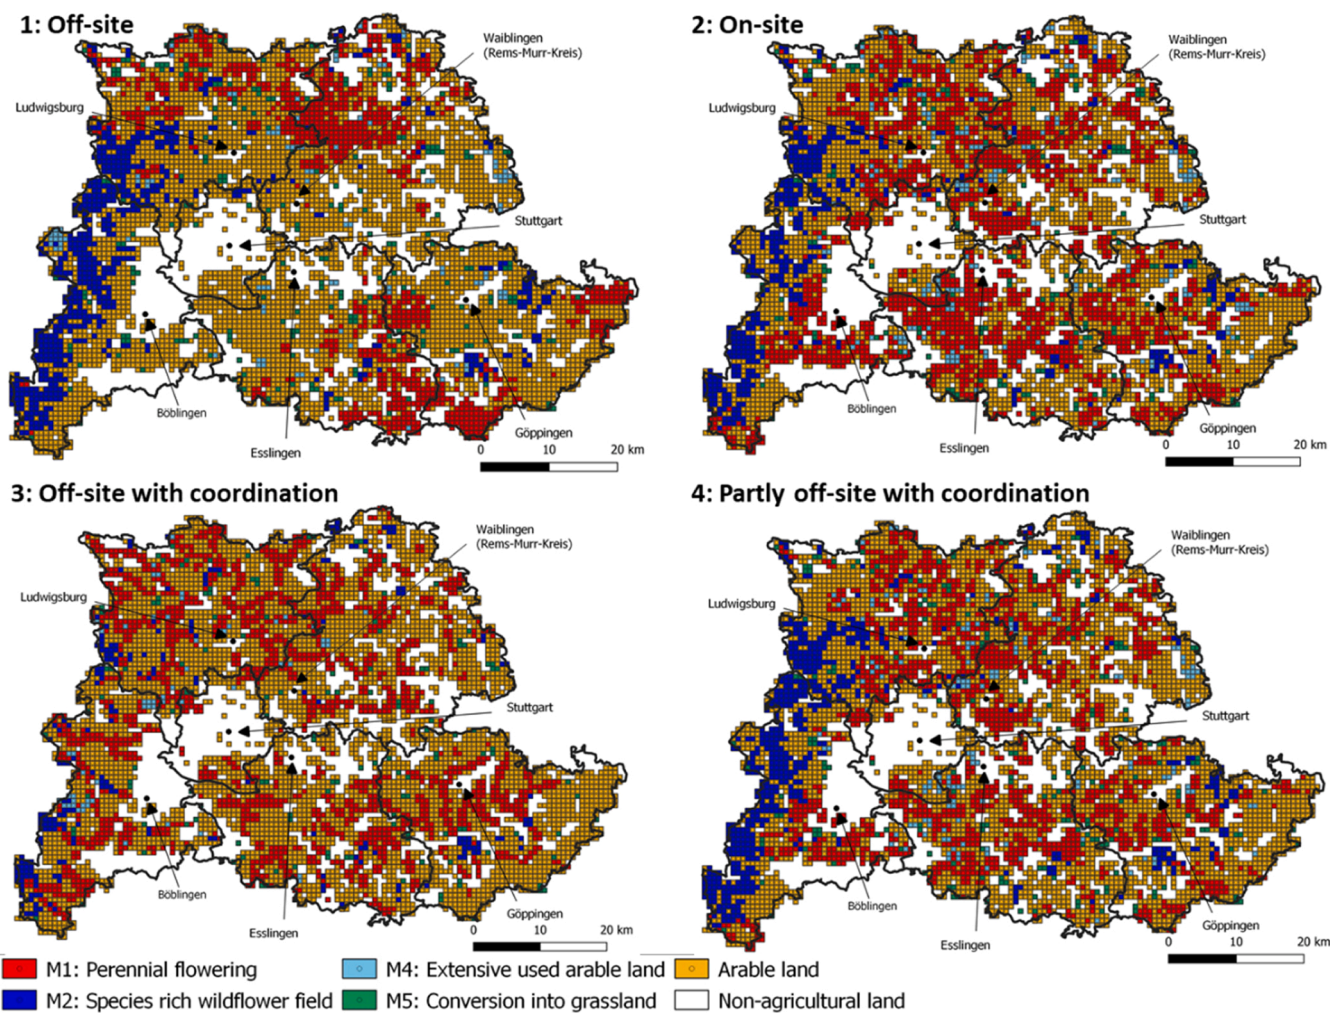 1: Off-site
Waiblingen
(Rems-Murr-Kreis)
Ludwigsburg
Stuttgart
Böblingen
Esslingen
Göppingen
0 10 20 km
2: On-site
Waiblingen
(Rems-Murr-Kreis)
Ludwigsburg
Stuttgart
Böblingen
Esslingen
Göppingen
0 10 20 km
3: Off-site with coordination
Waiblingen
(Rems-Murr-Kreis)
Ludwigsburg
Stuttgart
Böblingen
Esslingen
Göppingen
0 10 20 km
4: Partly off-site with coordination
Waiblingen
(Rems-Murr-Kreis)
Ludwigsburg
Stuttgart
Böblingen
Esslingen
Göppingen
0 10 20 km
M1: Perennial flowering
M4: Extensive used arable land
Arable land
M2: Species rich wildflower field
M5: Conversion into grassland
Non-agricultural land